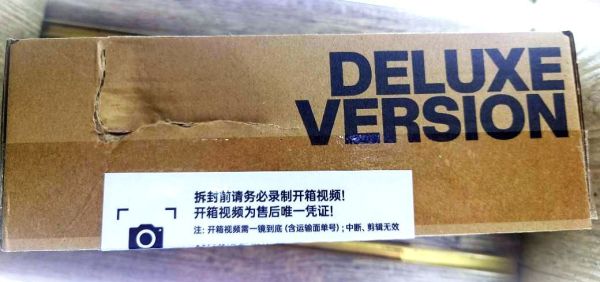 DELUXE
VERSION
拆封前请务必录制开箱视频!
开箱视频为售后唯一凭证!
注: 开箱视频需一镜到底 (含运输面单号) ; 中断、剪辑无效